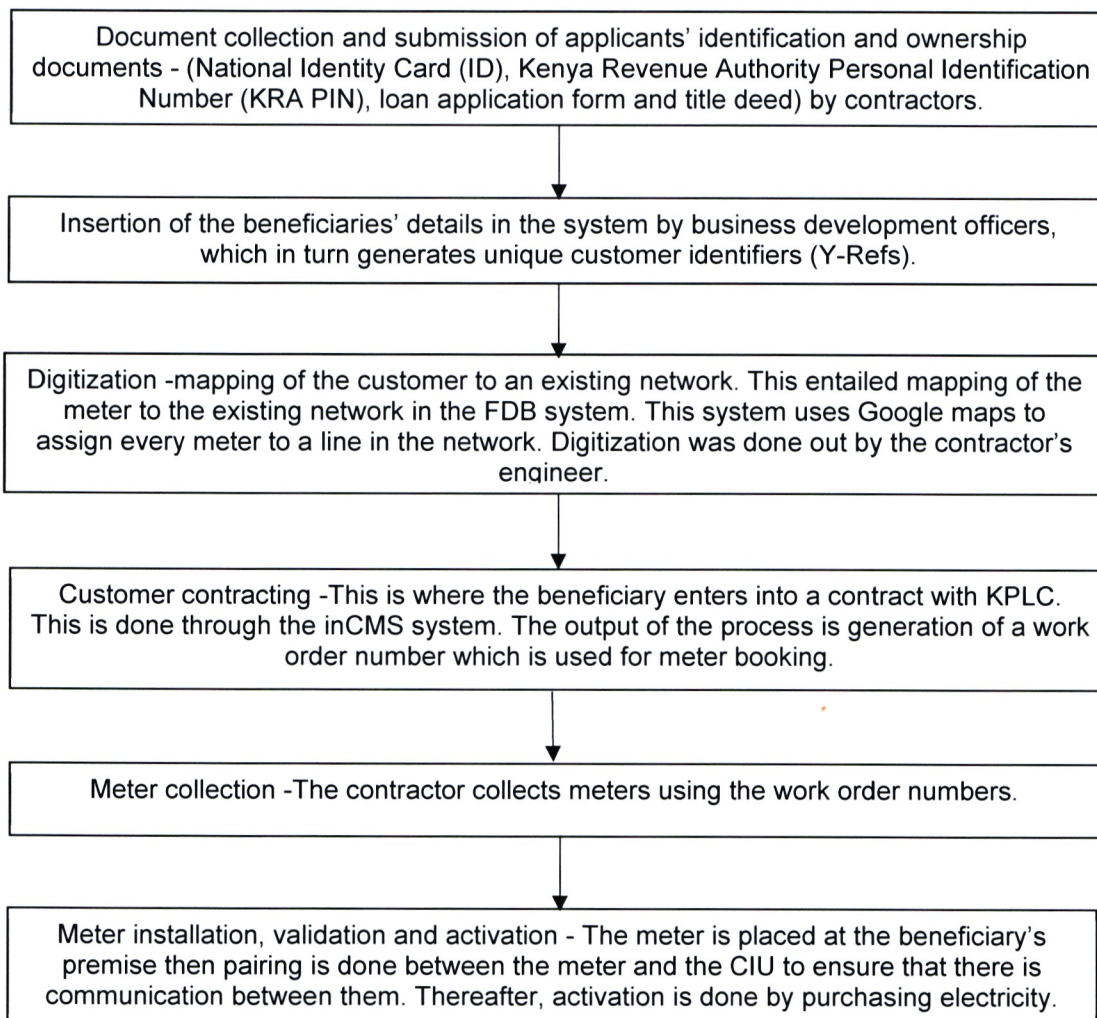 Document collection and submission of applicants' identification and ownership
documents - (National Identity Card (ID), Kenya Revenue Authority Personal Identification
Number (KRA PIN), loan application form and title deed) by contractors.
Insertion of the beneficiaries' details in the system by business development officers,
which in turn generates unique customer identifiers (Y-Refs).
Digitization -mapping of the customer to an existing network. This entailed mapping of the
meter to the existing network in the FDB system. This system uses Google maps to
assign every meter to a line in the network. Digitization was done out by the contractor's
engineer.
Customer contracting -This is where the beneficiary enters into a contract with KPLC.
This is done through the inCMS system. The output of the process is generation of a work
order number which is used for meter booking.
Meter collection -The contractor collects meters using the work order numbers.
Meter installation, validation and activation - The meter is placed at the beneficiary's
premise then pairing is done between the meter and the CIU to ensure that there is
communication between them. Thereafter, activation is done by purchasing electricity.